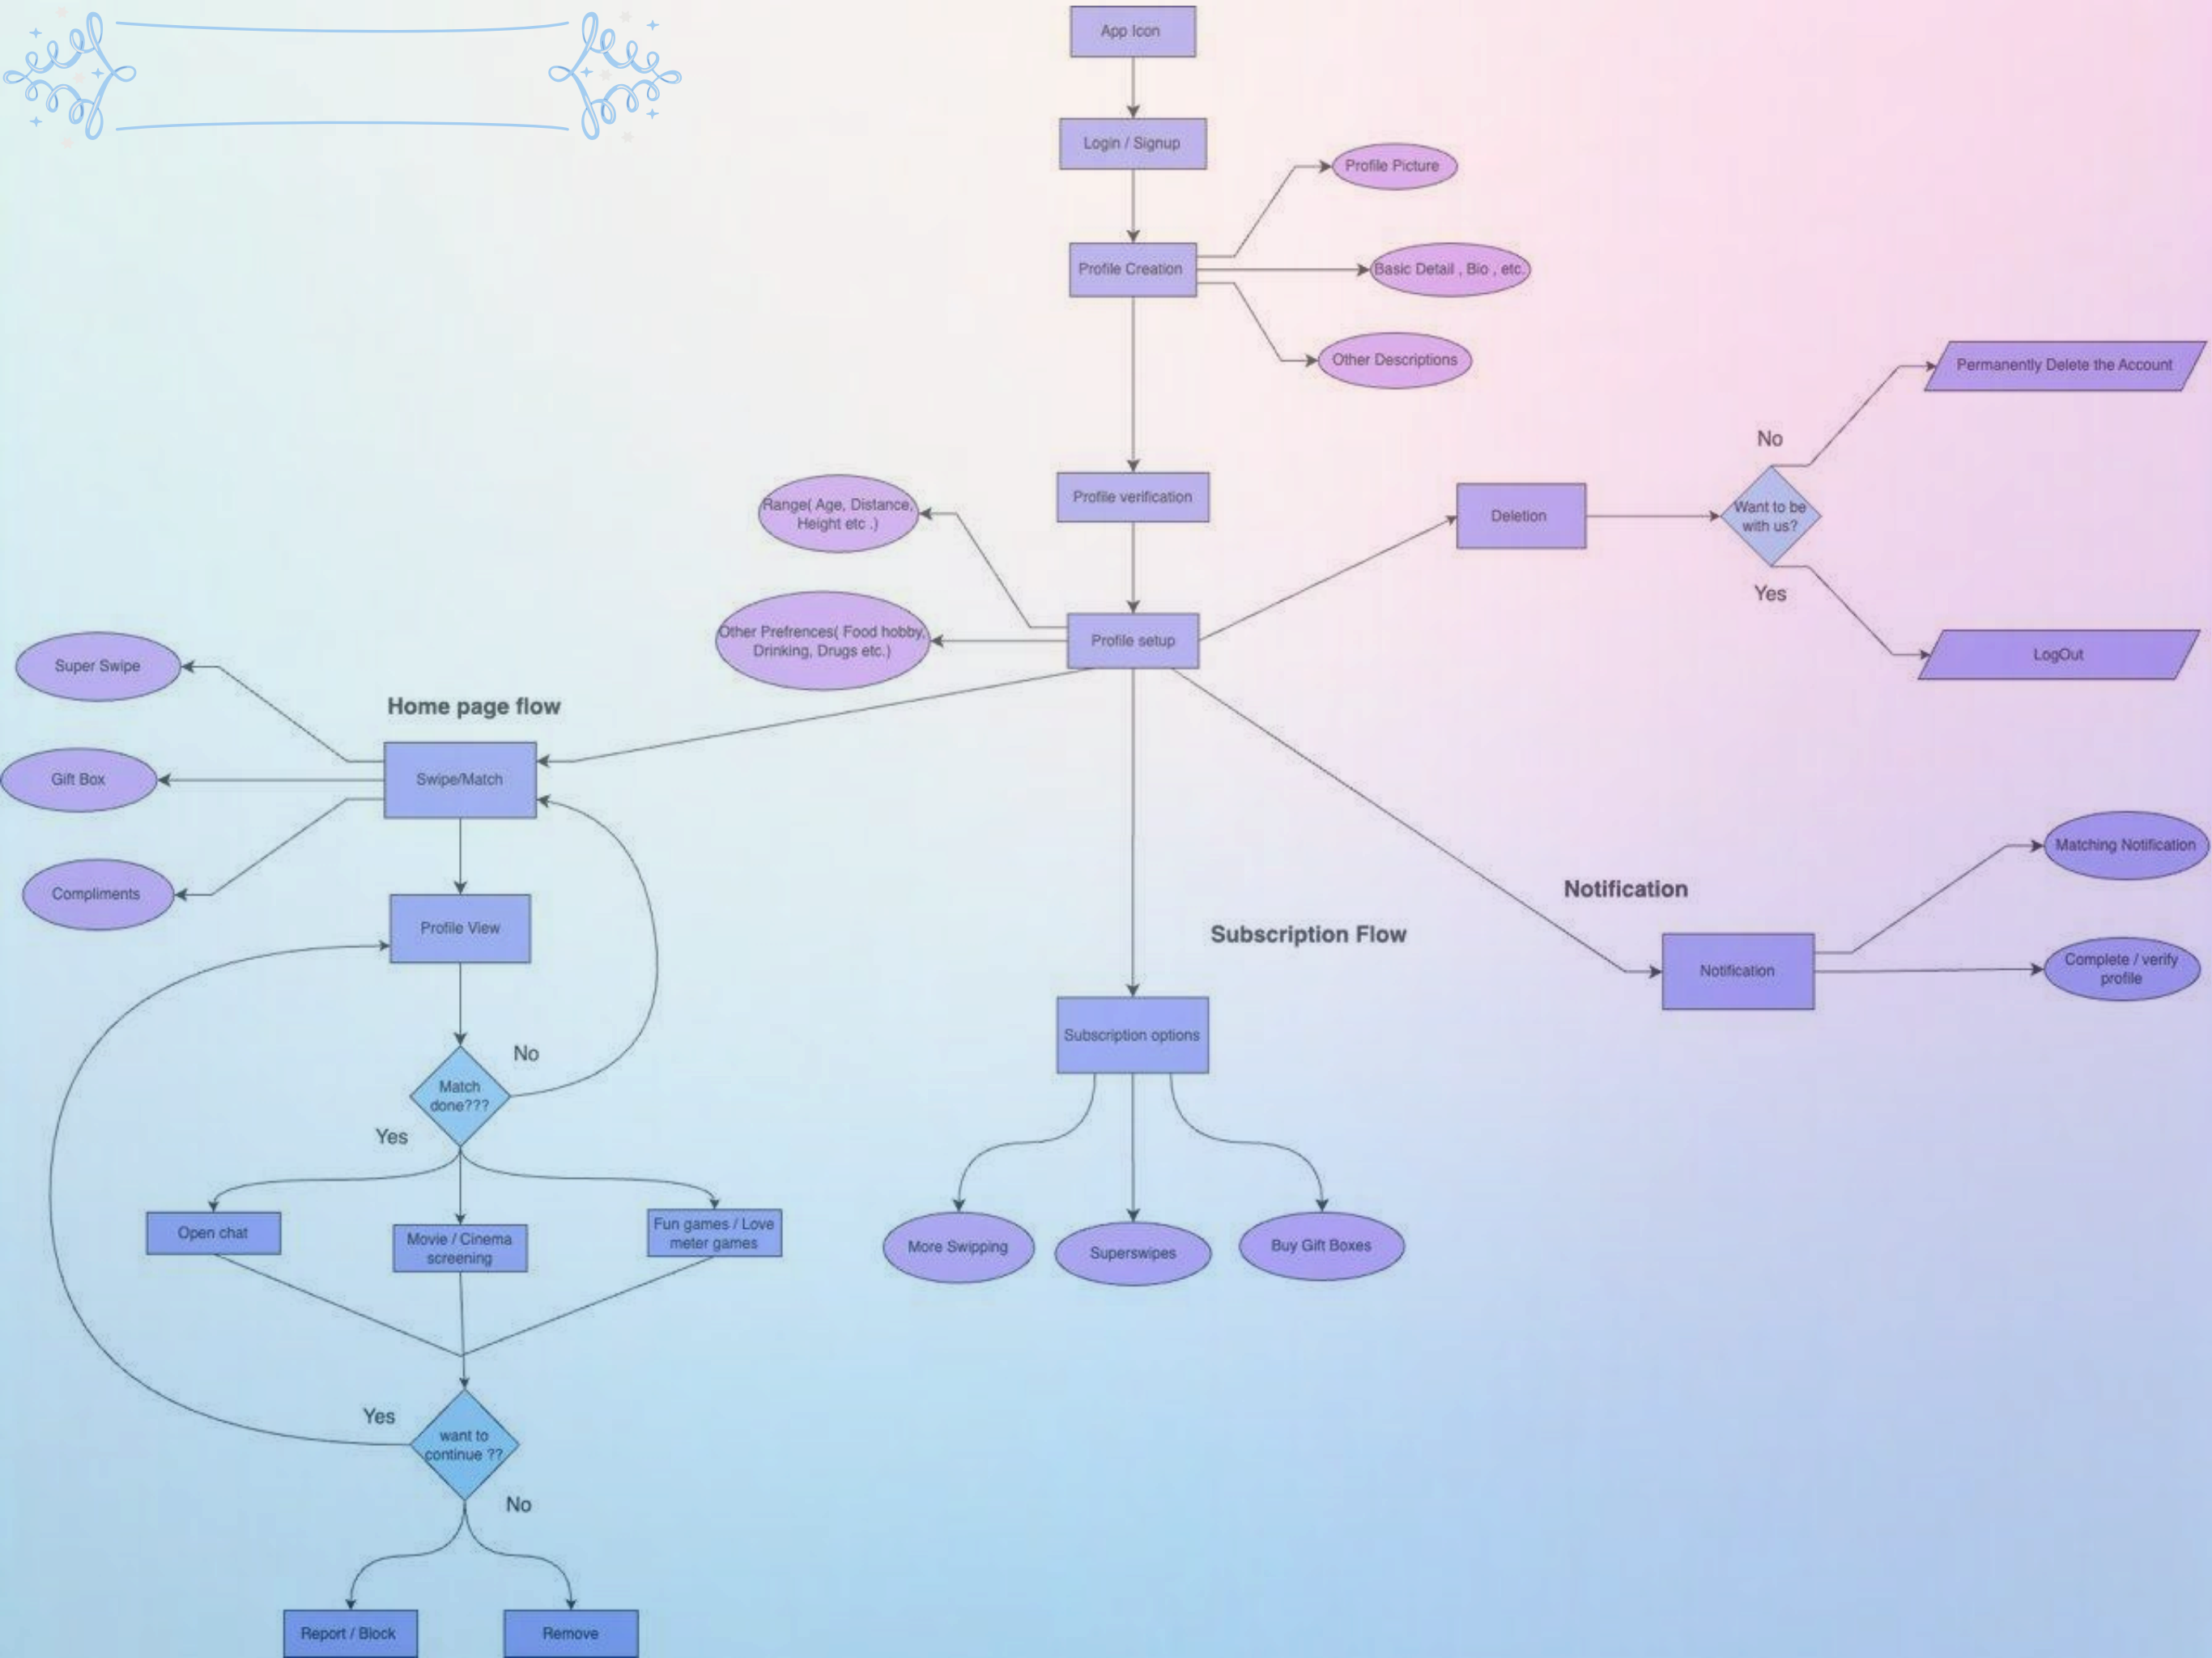 App Icon
Login / Signup
Profile Picture
Profile Creation
Basic Detail , Bio , etc.
Other Descriptions
Permanently Delete the Account
No
Profile verification
Range( Age, Distance,
Height etc .)
Deletion
Want to be
with us?
Yes
Other Prefrences( Food hobby,
Drinking, Drugs etc.)
Profile setup
LogOut
Super Swipe
Home page flow
Swipe/Match
Gift Box
Compliments
Profile View
Matching Notification
Notification
Subscription Flow
Notification
Complete / verify
profile
Subscription options
No
Match
done???
Yes
Open chat
Movie / Cinema
screening
Fun games / Love
meter games
More Swipping
Superswipes
Buy Gift Boxes
Yes
want to
continue ??
No
Report / Block
Remove